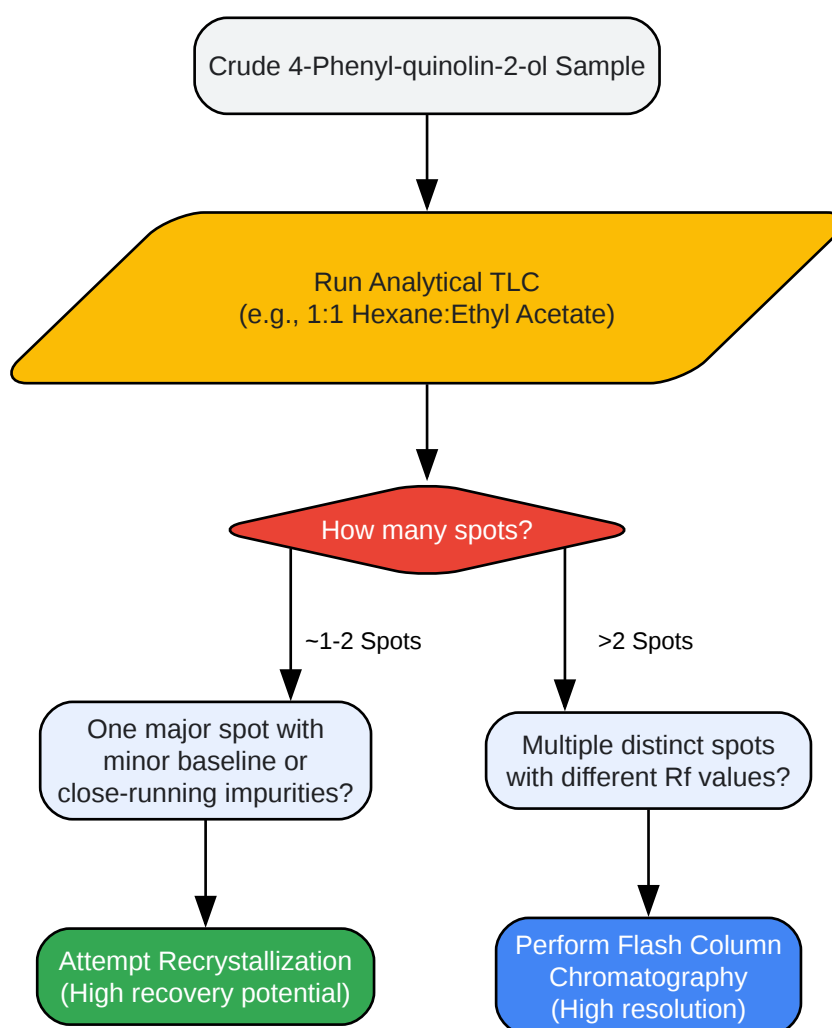 Crude 4-Phenyl-quinolin-2-ol Sample
Run Analytical TLC
(e.g., 1:1 Hexane:Ethyl Acetate)
How many spots?
~1-2 Spots
>2 Spots
One major spot with
minor baseline or
close-running impurities?
Multiple distinct spots
with different Rf values?
Attempt Recrystallization
(High recovery potential)
Perform Flash Column
Chromatography
(High resolution)